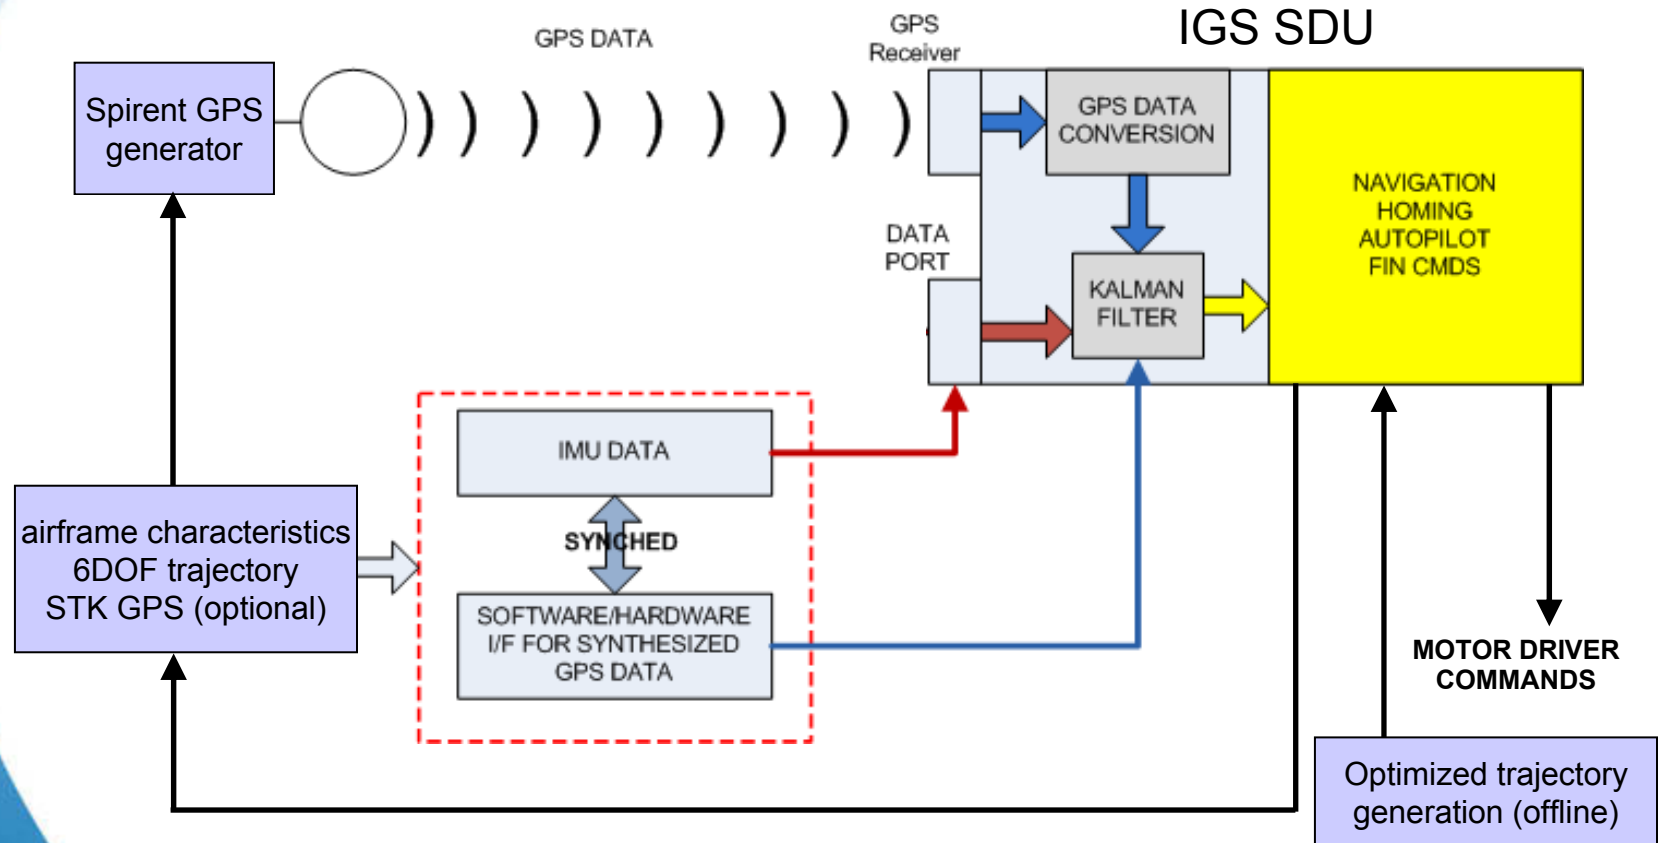 IGS SDU
GPS DATA
GPS
Receiver
Spirent GPS
generator
GPS DATA
CONVERSION
NAVIGATION
HOMING
AUTOPILOT
FIN CMDS
DATA
PORT
KALMAN
FILTER
IMU DATA
SYNCHED
airframe characteristics
6DOF trajectory
STK GPS (optional)
SOFTWARE/HARDWARE
I/F FOR SYNTHESIZED
GPS DATA
MOTOR DRIVER
COMMANDS
Optimized trajectory
generation (offline)